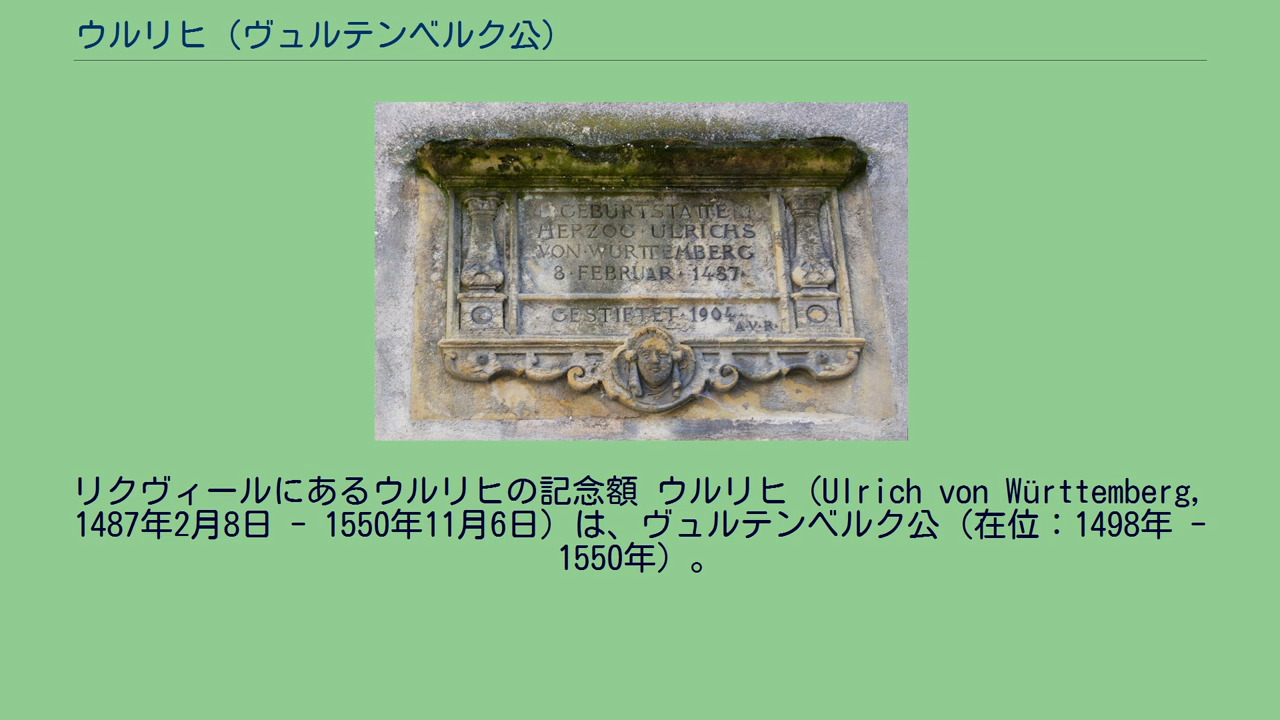 ウルリヒ（ヴュルテンベルク公）
GEBURTSTÄTTE
HERZOG · ULRICHS
VON · WÜRTTEMBERG
8 · FEBRUAR · 1487 ·
GESTIFTET · 1904 ·
A·V·R·
リクヴィールにあるウルリヒの記念額 ウルリヒ（Ulrich von Württemberg,
1487年2月8日 - 1550年11月6日）は、ヴュルテンベルク公（在位：1498年 -
1550年）。